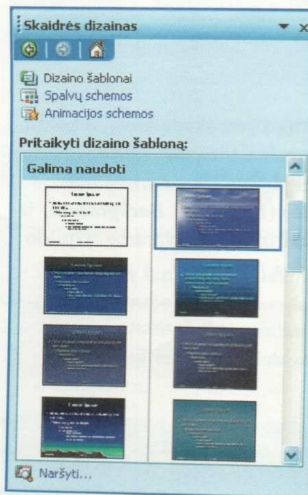 Skaidrės dizainas
Dizaino šablonai
Spalvų schemos
Animacijos schemos
Pritaikyti dizaino šabloną:
Galima naudoti
Naršyti...